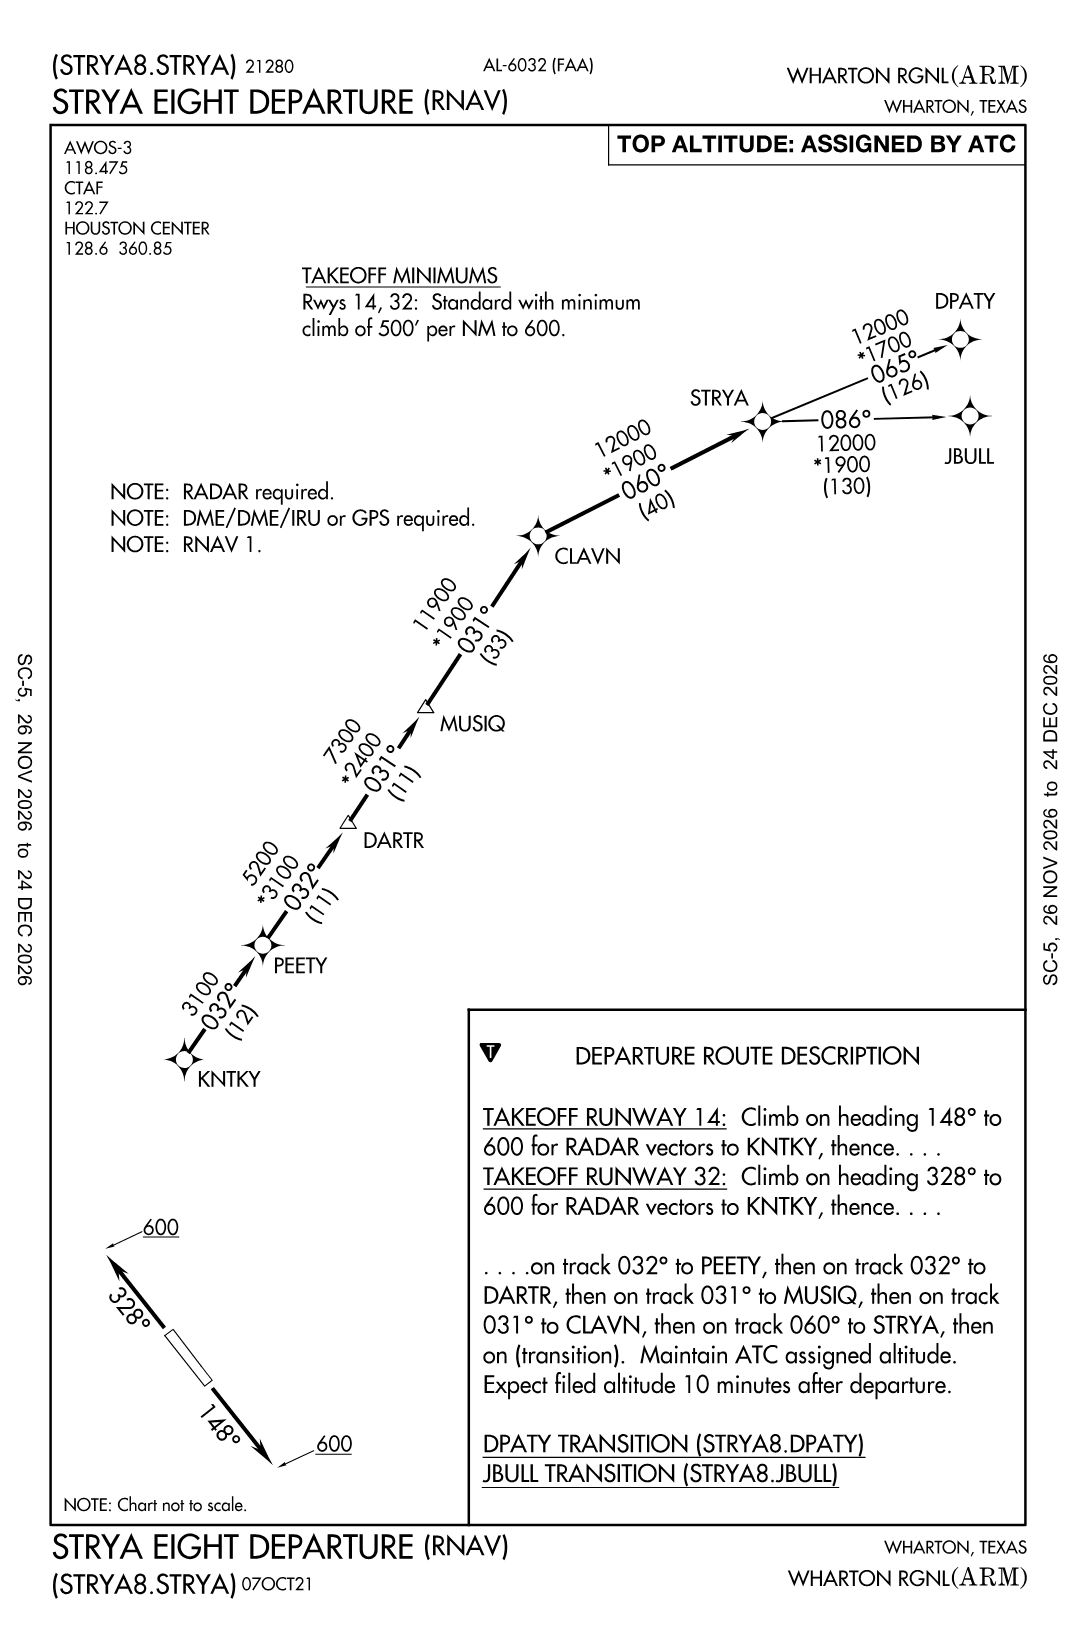 (STRYA8.STRYA) 21280
AL-6032 (FAA)
WHARTON RGNL(ARM)
STRYA EIGHT DEPARTURE (RNAV)
WHARTON, TEXAS
TOP ALTITUDE: ASSIGNED BY ATC
AWOS-3
118.475
CTAF
122.7
HOUSTON CENTER
128.6 360.85
TAKEOFF MINIMUMS
Rwys 14, 32: Standard with minimum
climb of 500' per NM to 600.
DPATY
12000
*1700
065°
(126)
STRYA
086°
12000
*1900
(130)
JBULL
12000
*1900
060°
(40)
NOTE: RADAR required.
NOTE: DME/DME/IRU or GPS required.
NOTE: RNAV 1.
CLAVN
11900
*1900
031°
(33)
MUSIQ
7300
*2400
031°
(11)
DARTR
5200
*3100
032°
(11)
PEETY
3100
032°
(12)
KNTKY
SC-5, 26 NOV 2026 to 24 DEC 2026
SC-5, 26 NOV 2026 to 24 DEC 2026
T
DEPARTURE ROUTE DESCRIPTION
TAKEOFF RUNWAY 14: Climb on heading 148° to
600 for RADAR vectors to KNTKY, thence. . . .
TAKEOFF RUNWAY 32: Climb on heading 328° to
600 for RADAR vectors to KNTKY, thence. . . .
. . . .on track 032° to PEETY, then on track 032° to
DARTR, then on track 031° to MUSIQ, then on track
031° to CLAVN, then on track 060° to STRYA, then
on (transition). Maintain ATC assigned altitude.
Expect filed altitude 10 minutes after departure.
DPATY TRANSITION (STRYA8.DPATY)
JBULL TRANSITION (STRYA8.JBULL)
600
328°
148°
600
NOTE: Chart not to scale.
STRYA EIGHT DEPARTURE (RNAV)
WHARTON, TEXAS
(STRYA8.STRYA) 07OCT21
WHARTON RGNL(ARM)